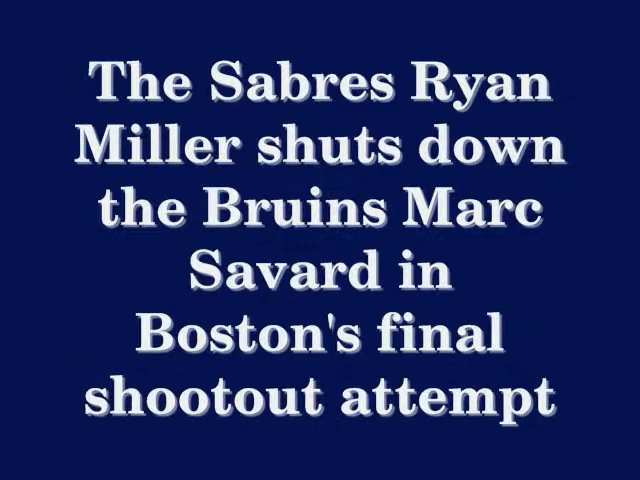 The Sabres Ryan
Miller shuts down
the Bruins Marc
Savard in
Boston's final
shootout attempt